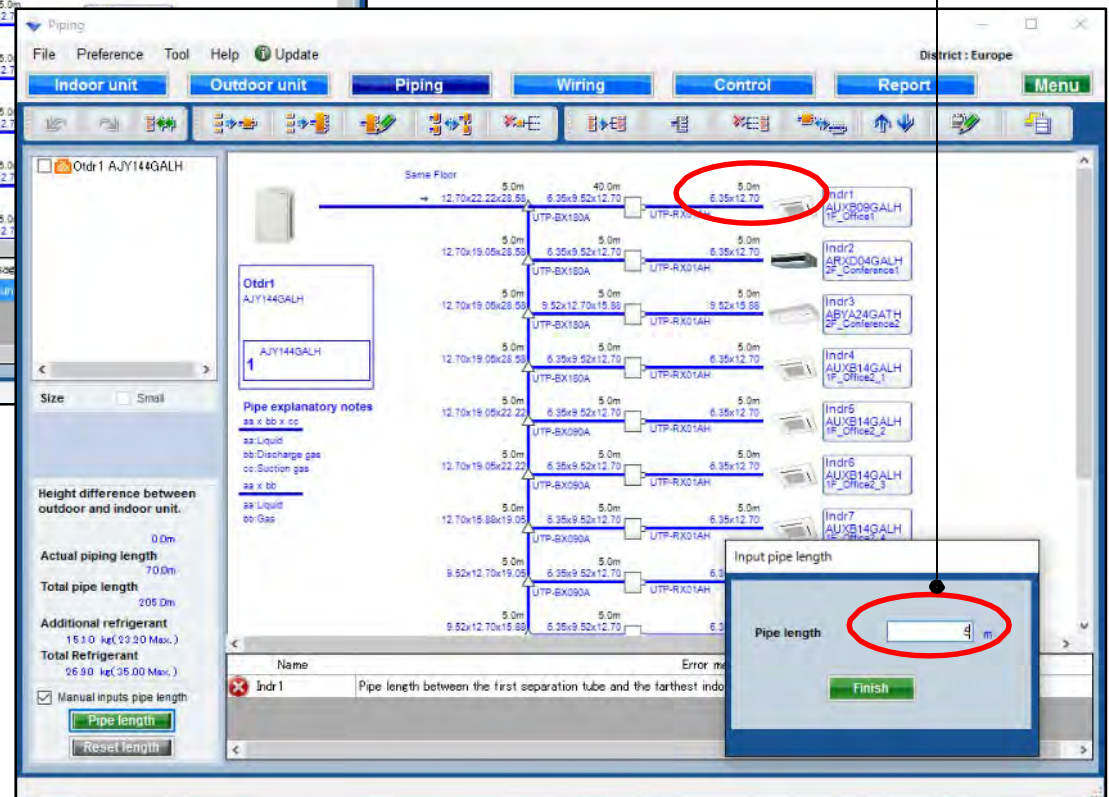 Piping
File Preference Tool Help Update District : Europe
Indoor unit Outdoor unit Piping Wiring Control Report Menu
Otdr1 AJY144GALH
Size Small
Height difference between
outdoor and indoor unit.
0.0m
Actual piping length
70.0m
Total pipe length
205.0m
Additional refrigerant
15.10 kg( 23.20 Max. )
Total Refrigerant
26.90 kg( 35.00 Max. )
Manual inputs pipe length
Pipe length
Reset length
Otdr1
AJY144GALH
AJY144GALH
1
Pipe explanatory notes
aa x bb x cc
aa:Liquid
bb:Discharge gas
cc:Suction gas
aa x bb
aa:Liquid
bb:Gas
Same Floor
5.0m 40.0m 5.0m
12.70x22.22x28.58 6.35x9.52x12.70 6.35x12.70
UTP-BX180A UTP-RX01AH
Indr1
AUXB09GALH
1F_Office1
5.0m 5.0m 5.0m
12.70x19.05x28.58 6.35x9.52x12.70 6.35x12.70
UTP-BX180A UTP-RX01AH
Indr2
ARXD04GALH
2F_Conference1
5.0m 5.0m 5.0m
12.70x19.05x28.58 9.52x12.70x15.88 9.52x15.88
UTP-BX180A UTP-RX01AH
Indr3
ABYA24GATH
2F_Conference2
5.0m 5.0m 5.0m
12.70x19.05x28.58 6.35x9.52x12.70 6.35x12.70
UTP-BX180A UTP-RX01AH
Indr4
AUXB14GALH
1F_Office2_1
5.0m 5.0m 5.0m
12.70x19.05x22.22 6.35x9.52x12.70 6.35x12.70
UTP-BX090A UTP-RX01AH
Indr5
AUXB14GALH
1F_Office2_2
5.0m 5.0m 5.0m
12.70x19.05x22.22 6.35x9.52x12.70 6.35x12.70
UTP-BX090A UTP-RX01AH
Indr6
AUXB14GALH
1F_Office2_3
5.0m 5.0m 5.0m
12.70x15.88x19.05 6.35x9.52x12.70 6.35x12.70
UTP-BX090A UTP-RX01AH
Indr7
AUXB14GALH
5.0m 5.0m
9.52x12.70x19.05 6.35x9.52x12.70
UTP-BX090A UTP-RX01AH
5.0m 5.0m
9.52x12.70x15.88 6.35x9.52x12.70
Name Error
Indr1 Pipe length between the first separation tube and the farthest
Input pipe length
Pipe length 4 m
Finish